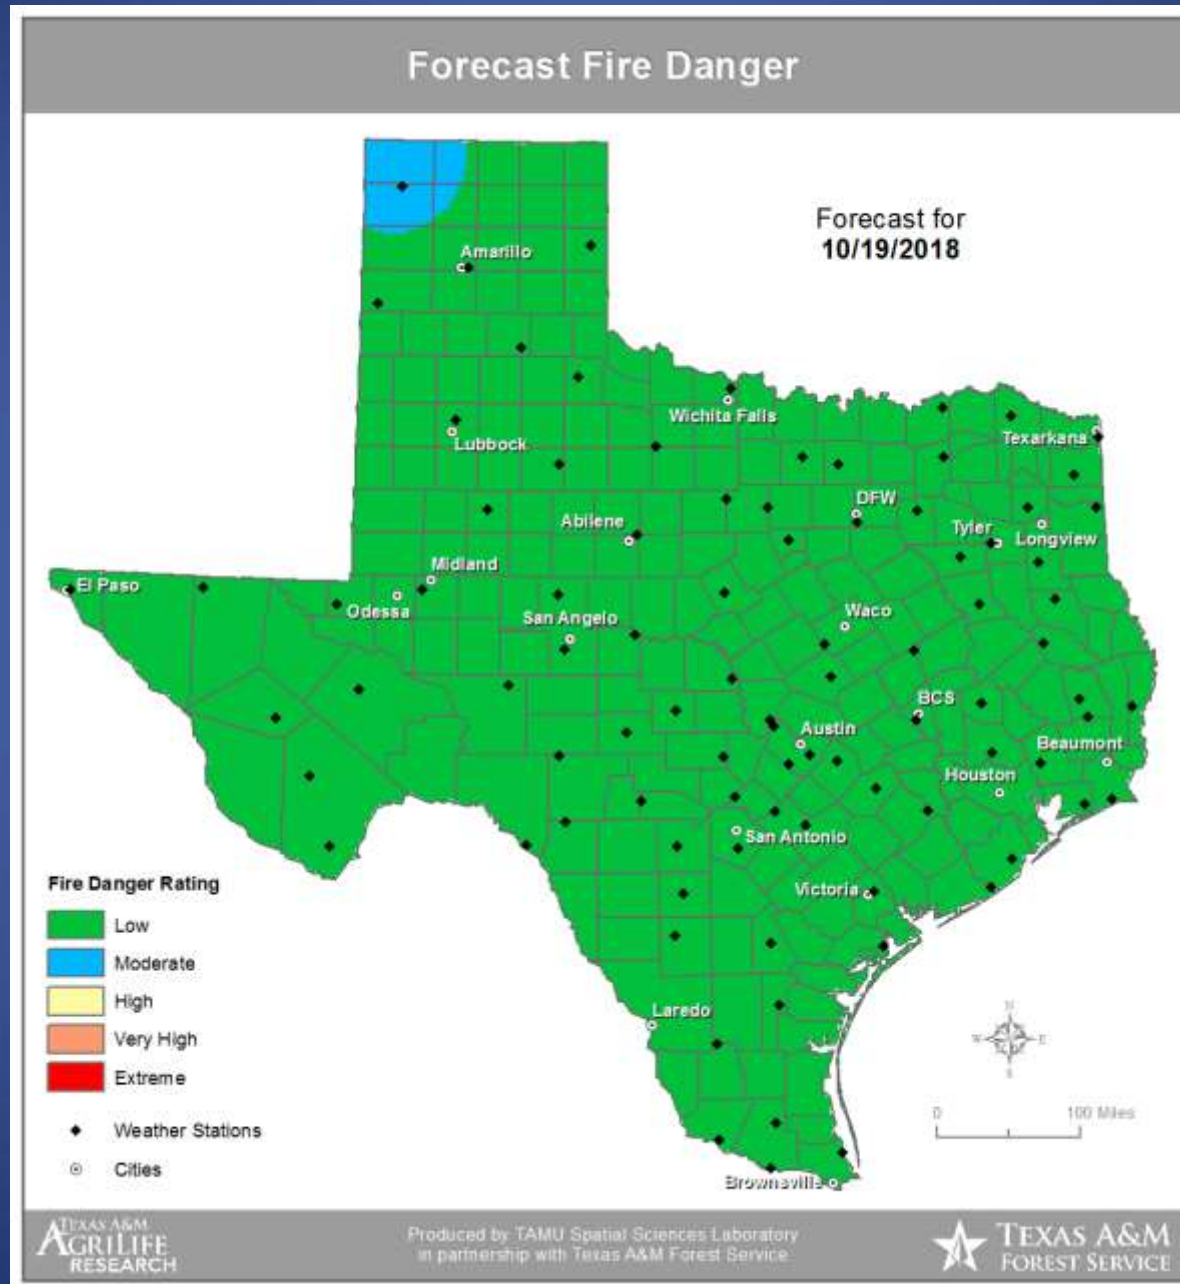 Forecast Fire Danger
Forecast for
10/19/2018
Amarillo
Wichita Falls
Lubbock
Texarkana
DFW
Abilene
Tyler
Longview
Midland
El Paso
Odessa
San Angelo
Waco
BCS
Austin
Beaumont
Houston
San Antonio
Victoria
Laredo
Brownsville
Fire Danger Rating
Low
Moderate
High
Very High
Extreme
Weather Stations
Cities
N
W E
S
0 100 Miles
TEXAS A&M
AGRILIFE
RESEARCH
Produced by TAMU Spatial Sciences Laboratory
in partnership with Texas A&M Forest Service
TEXAS A&M
FOREST SERVICE